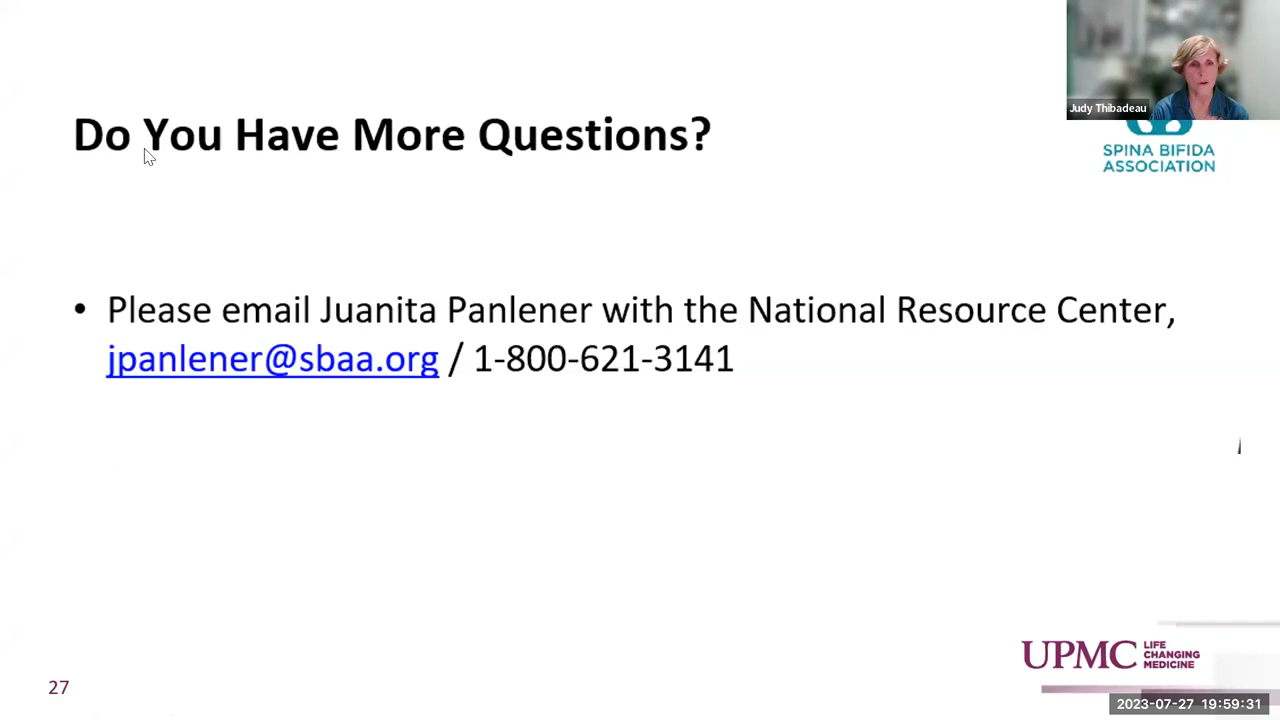 Judy Thibadeau
SPINA BIFIDA
ASSOCIATION
Do You Have More Questions?
• Please email Juanita Panlener with the National Resource Center,
jpanlener@sbaa.org / 1-800-621-3141
UPMC LIFE
CHANGING
MEDICINE
27
2023-07-27 19:59:31